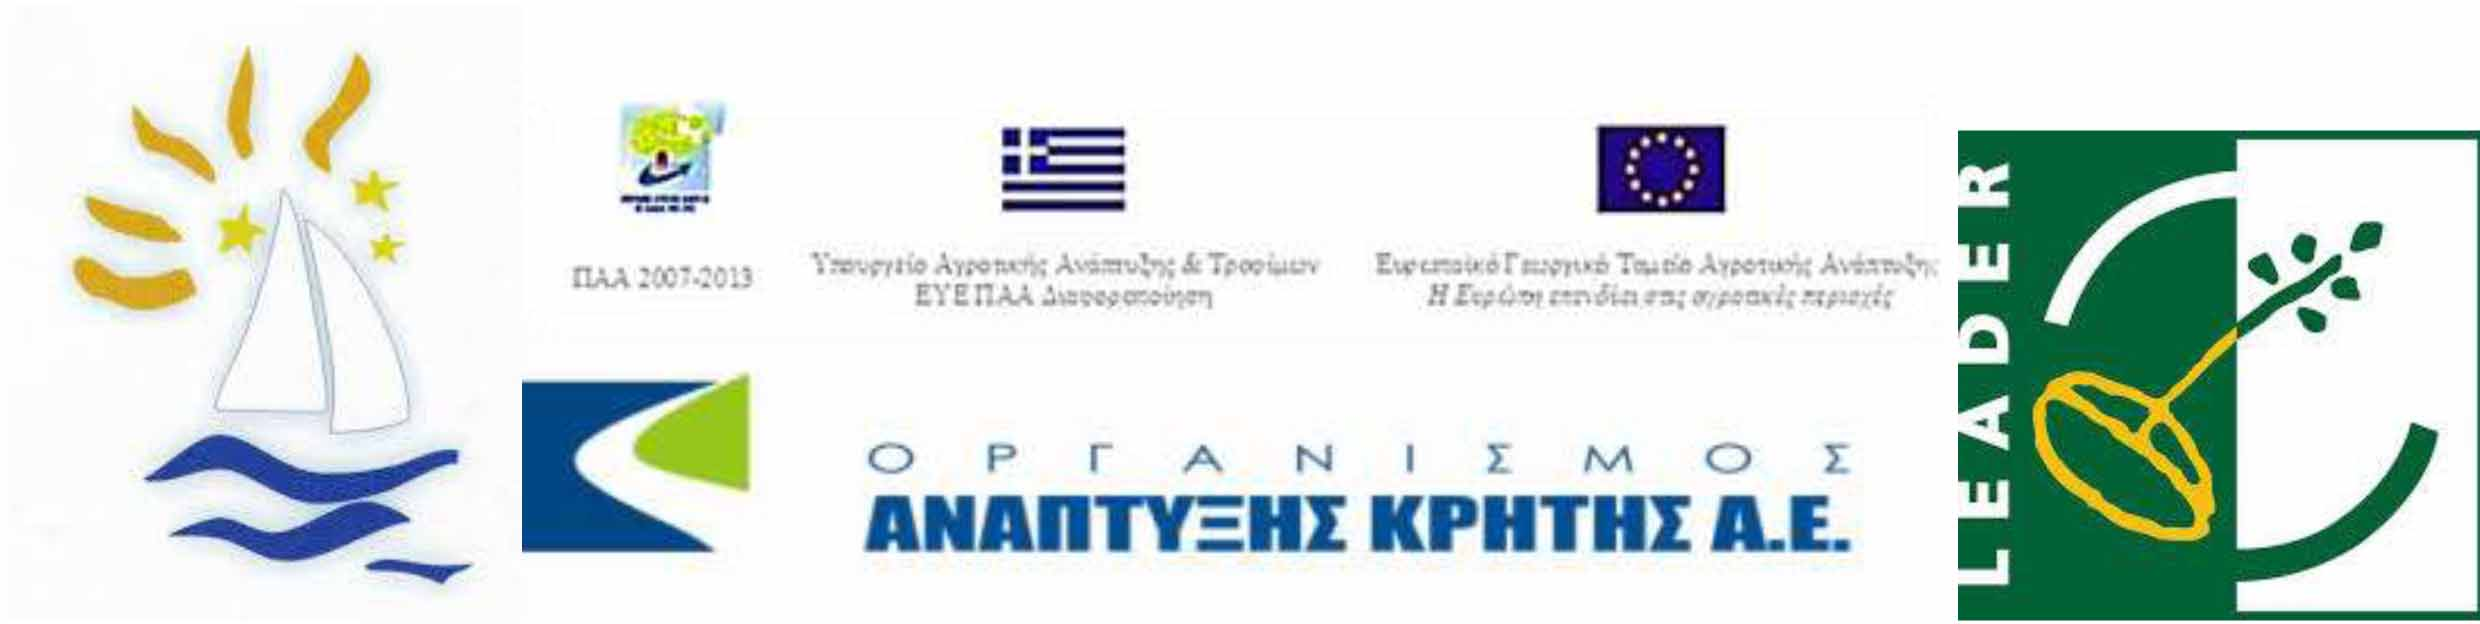 ΠΑΑ 2007-2013
Υπουργείο Αγροτικής Ανάπτυξης & Τροφίμων
ΕΥΕ ΠΑΑ Διαφοροποίηση
Ευρωπαϊκό Γεωργικό Ταμείο Αγροτικής Ανάπτυξης
Η Ευρώπη επενδύει στις αγροτικές περιοχές
ΟΡΓΑΝΙΣΜΟΣ
ΑΝΑΠΤΥΞΗΣ ΚΡΗΤΗΣ Α.Ε.
LEADER